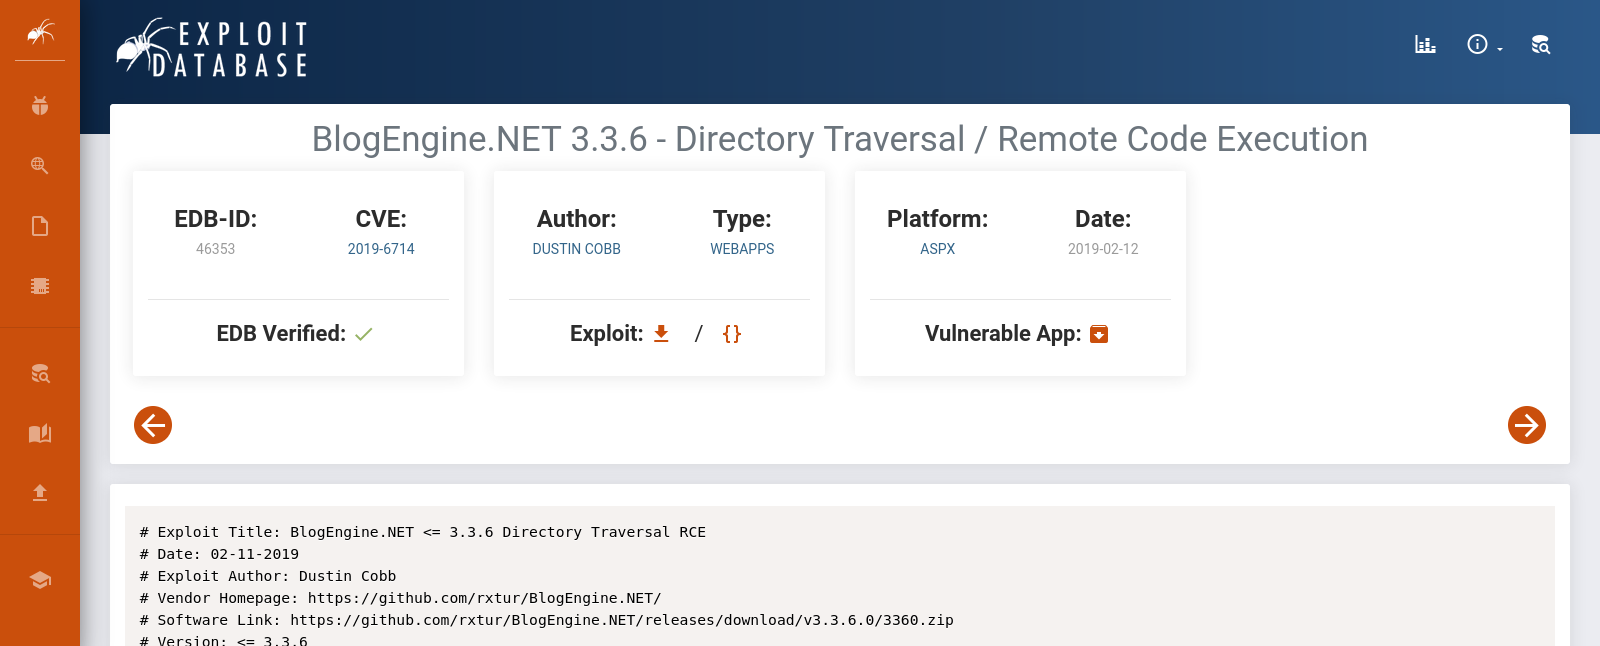 EXPLOIT
DATABASE
BlogEngine.NET 3.3.6 - Directory Traversal / Remote Code Execution
EDB-ID: CVE: Author: Type: Platform: Date:
46353 2019-6714 DUSTIN COBB WEBAPPS ASPX 2019-02-12
EDB Verified: Exploit: / {} Vulnerable App:
# Exploit Title: BlogEngine.NET <= 3.3.6 Directory Traversal RCE
# Date: 02-11-2019
# Exploit Author: Dustin Cobb
# Vendor Homepage: https://github.com/rxtur/BlogEngine.NET/
# Software Link: https://github.com/rxtur/BlogEngine.NET/releases/download/v3.3.6.0/3360.zip
# Version: <= 3.3.6